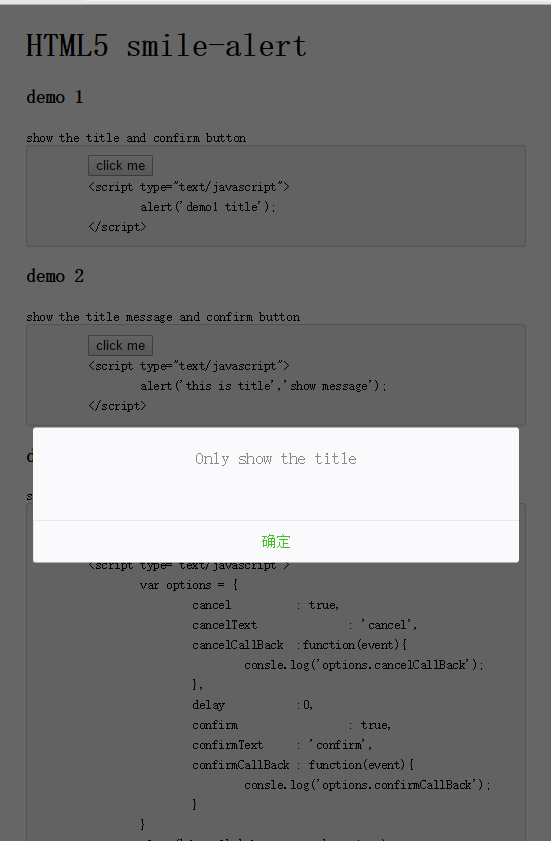 HTML5 smile-alert
demo 1
show the title and confirm button
click me
<script type="text/javascript">
alert('demo1 title');
</script>
demo 2
show the title message and confirm button
click me
<script type="text/javascript">
alert('this is title','show message');
</script>
Only show the title
确定
<script type="text/javascript">
var options = {
cancel : true,
cancelText : 'cancel',
cancelCallBack :function(event){
consle.log('options.cancelCallBack');
},
delay :0,
confirm : true,
confirmText : 'confirm',
confirmCallBack : function(event){
consle.log('options.confirmCallBack');
}
}